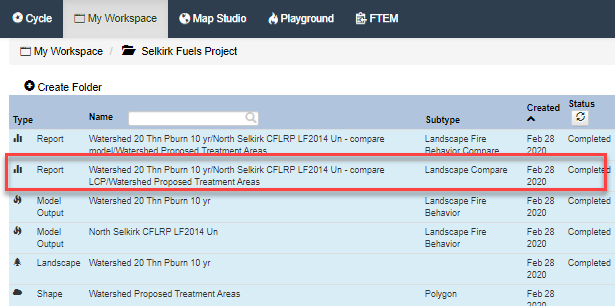 Cycle My Workspace Map Studio Playground FTEM
My Workspace / Selkirk Fuels Project
Create Folder
Type Name Subtype Created Status
Report Watershed 20 Thn Pburn 10 yr/North Selkirk CFLRP LF2014 Un - compare Landscape Fire Feb 28 Completed
model/Watershed Proposed Treatment Areas Behavior Compare 2020
Report Watershed 20 Thn Pburn 10 yr/North Selkirk CFLRP LF2014 Un - compare Landscape Compare Feb 28 Completed
LCP/Watershed Proposed Treatment Areas 2020
Model Watershed 20 Thn Pburn 10 yr Landscape Fire Feb 28 Completed
Output Behavior 2020
Model North Selkirk CFLRP LF2014 Un Landscape Fire Feb 28 Completed
Output Behavior 2020
Landscape Watershed 20 Thn Pburn 10 yr Feb 28 Completed
2020
Shape Watershed Proposed Treatment Areas Polygon Feb 28
2020